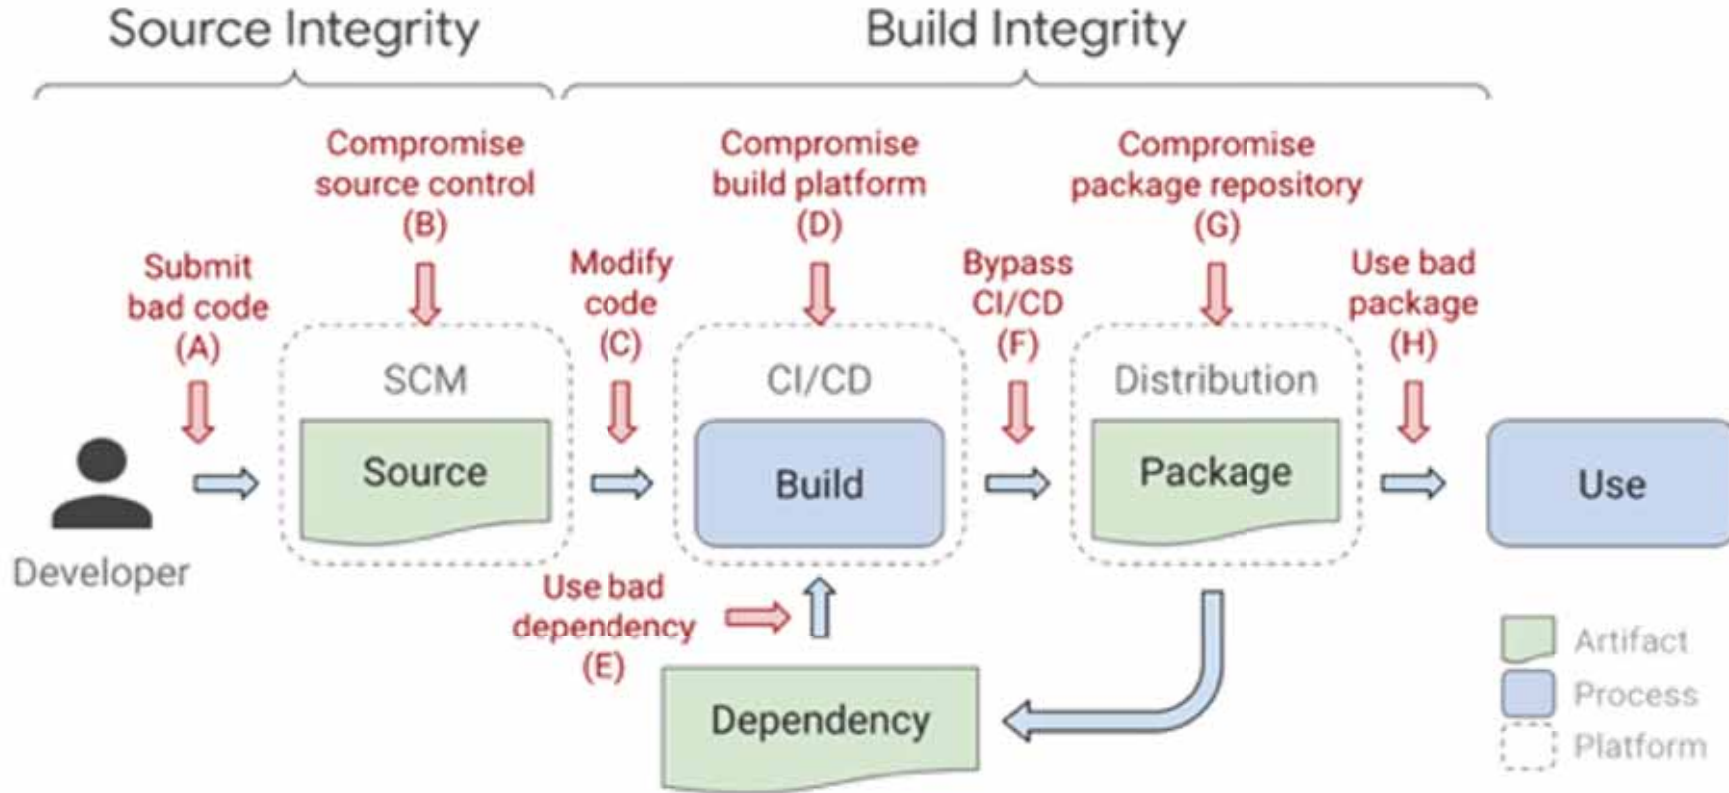 Source Integrity
Build Integrity
Compromise
source control
(B)
Compromise
build platform
(D)
Compromise
package repository
(G)
Submit
bad code
(A)
Modify
code
(C)
Bypass
CI/CD
(F)
Use bad
package
(H)
SCM
CI/CD
Distribution
Source
Build
Package
Use
Developer
Use bad
dependency
(E)
Dependency
Artifact
Process
Platform